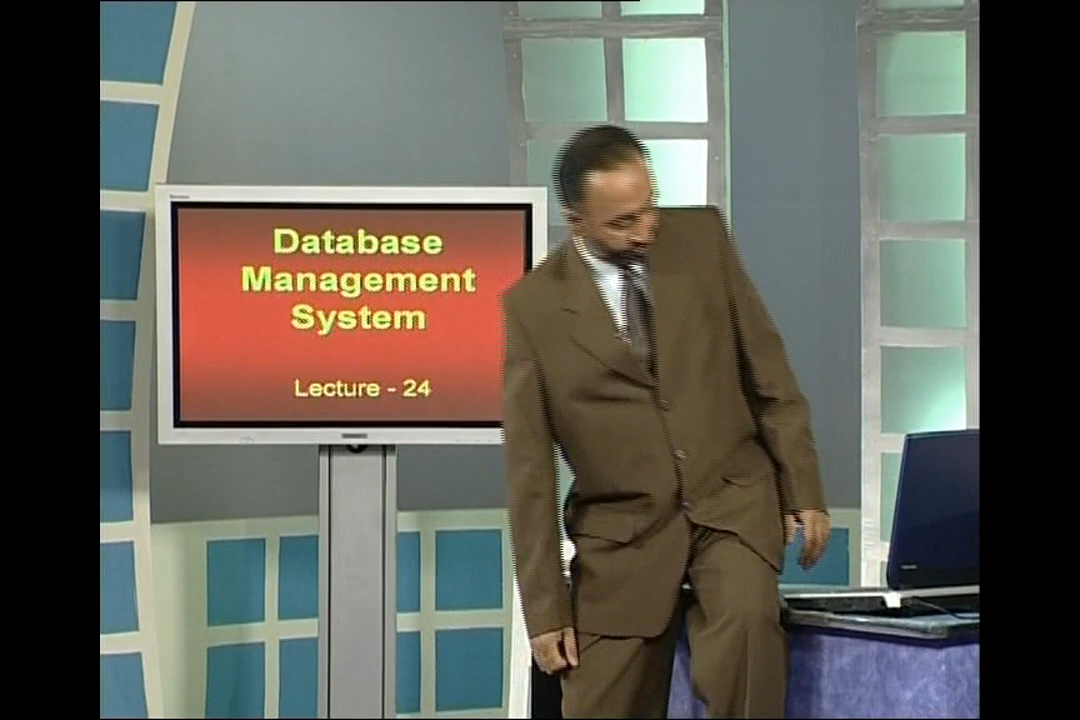 Database
Management
System
Lecture - 24